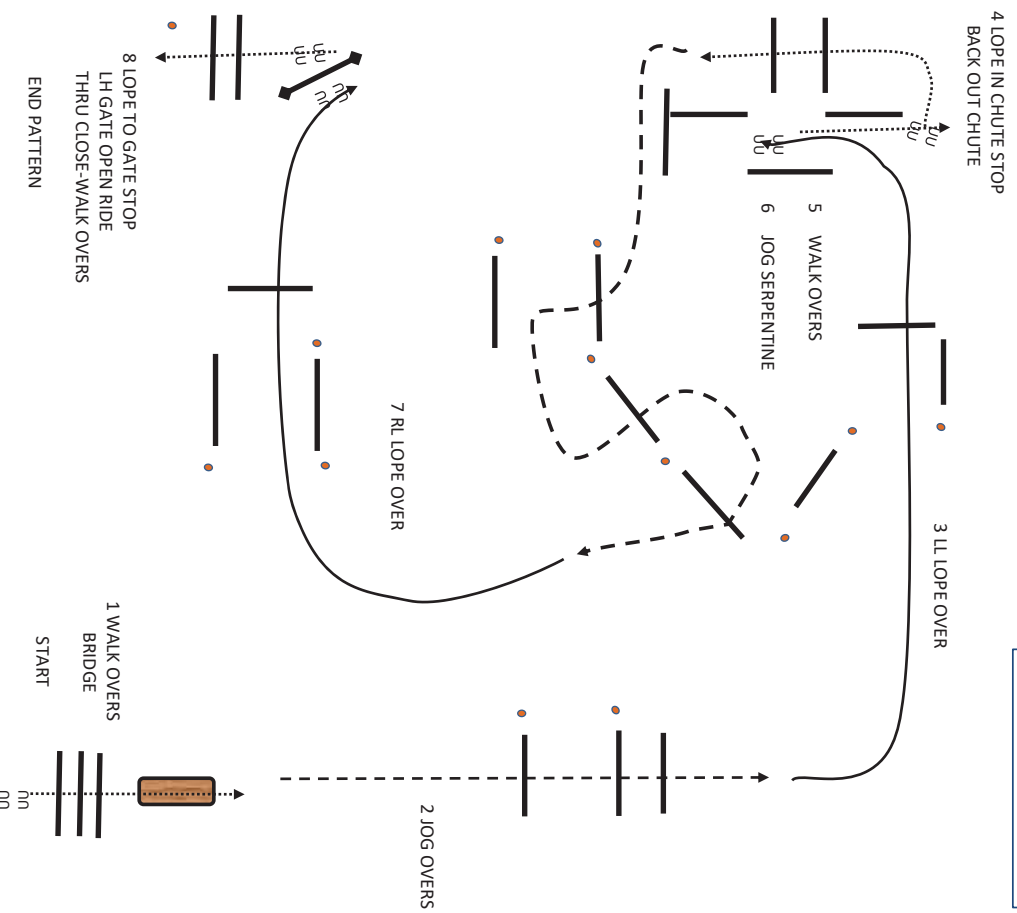 START
1 WALK OVERS
BRIDGE
2 JOG OVERS
3 LL LOPE OVER
4 LOPE IN CHUTE STOP
BACK OUT CHUTE
5 WALK OVERS
6 JOG SERPENTINE
7 RL LOPE OVER
8 LOPE TO GATE STOP
LH GATE OPEN RIDE
THRU CLOSE-WALK OVERS
END PATTERN